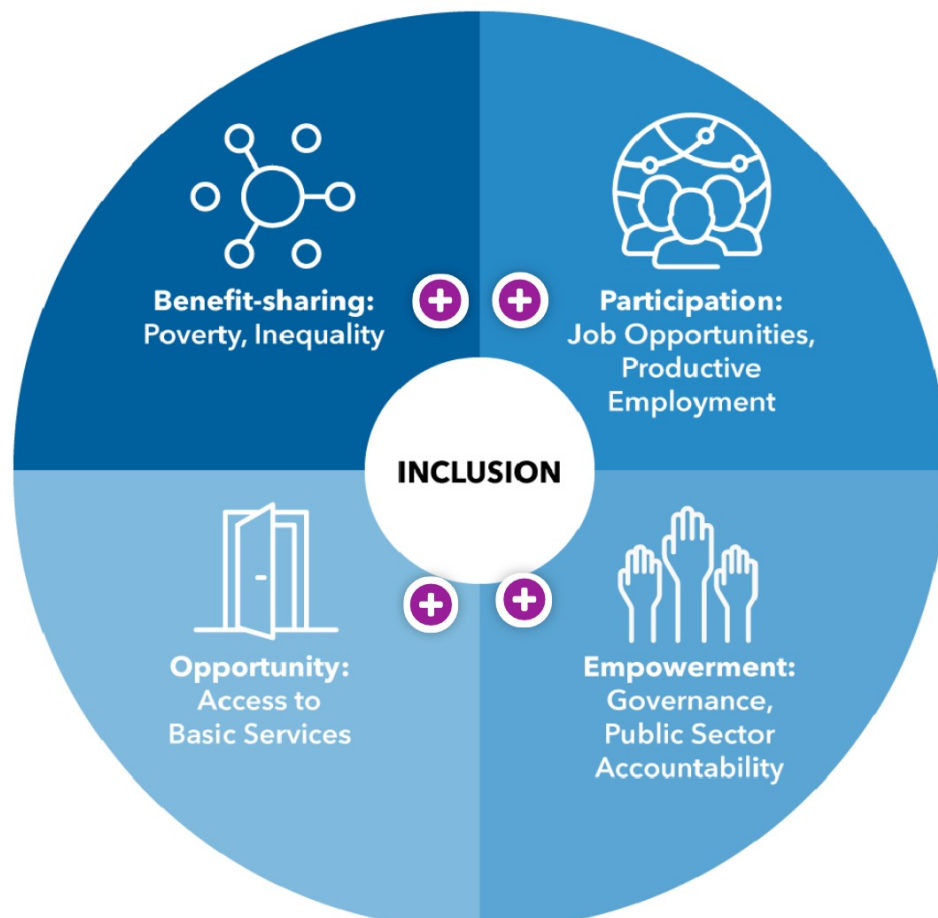 Benefit-sharing:
Poverty, Inequality
Participation:
Job Opportunities,
Productive
Employment
INCLUSION
Opportunity:
Access to
Basic Services
Empowerment:
Governance,
Public Sector
Accountability